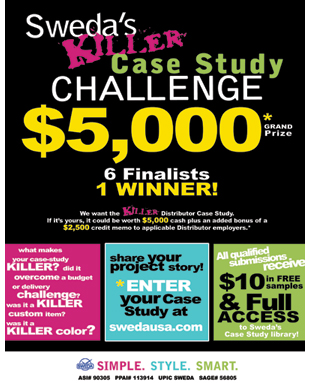 Sweda's
KILLER
Case Study
CHALLENGE
$5,000*
GRAND
Prize
6 Finalists
1 WINNER!
We want the KILLER Distributor Case Study.
If it's yours, it could be worth $5,000 cash plus an added bonus of a
$2,500 credit memo to applicable Distributor employers.*
what makes
your case-study
KILLER? did it
overcome a budget
or delivery
challenge?
was it a KILLER
custom item?
was it a
KILLER color?
share your
project story!
*ENTER
your Case
Study at
swedausa.com
All qualified
submissions
receive
$10 in FREE
samples
& Full
ACCESS
to Sweda's
Case Study library!
SIMPLE. STYLE. SMART.
ASI# 90305 PPAI# 113914 UPIC SWEDA SAGE# 56805